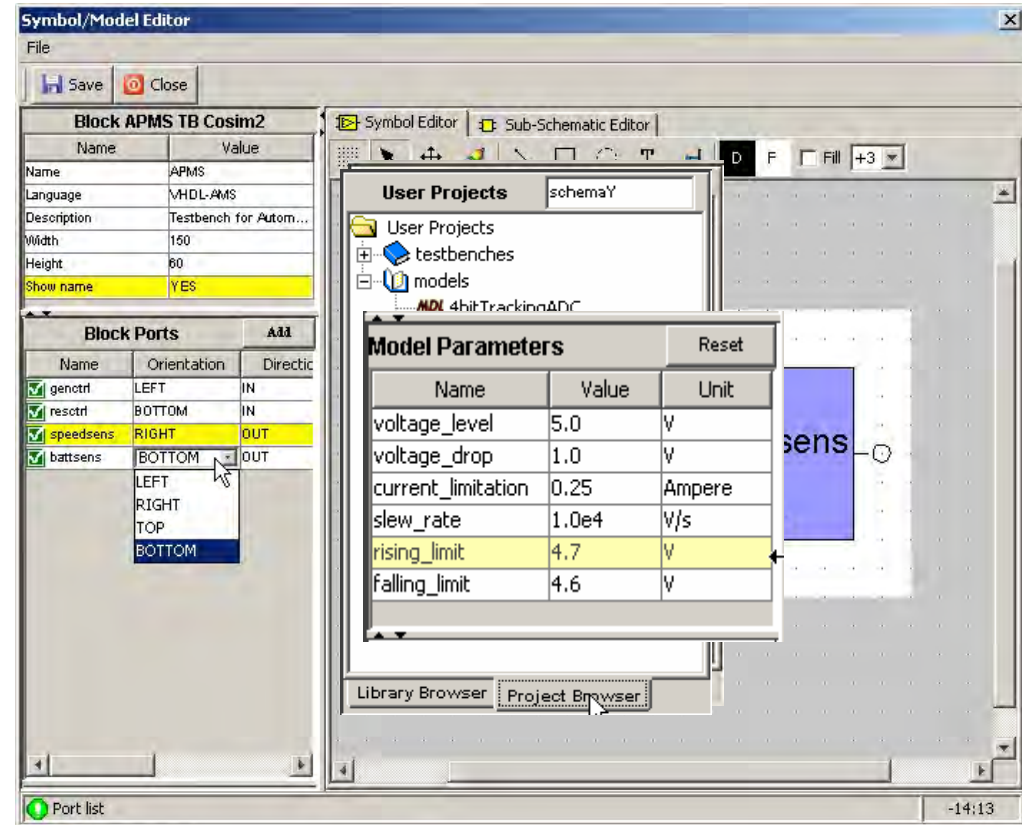 Symbol/Model Editor
File
Save Close
Block APMS TB Cosim2
Name Value
Name APMS
Language VHDL-AMS
Description Testbench for Autom...
Width 150
Height 60
Show name YES
Block Ports Add
Name Orientation Directic
genctrl LEFT IN
resctrl BOTTOM IN
speedsens RIGHT OUT
battsens BOTTOM OUT
LEFT
RIGHT
TOP
BOTTOM
Symbol Editor Sub-Schematic Editor
D F Fill +3
User Projects schemaY
User Projects
testbenches
models
MDL 4bitTrackingADC
Model Parameters Reset
Name Value Unit
voltage_level 5.0 V
voltage_drop 1.0 V
current_limitation 0.25 Ampere
slew_rate 1.0e4 V/s
rising_limit 4.7 V
falling_limit 4.6 V
sens
Library Browser Project Browser
Port list -14:13